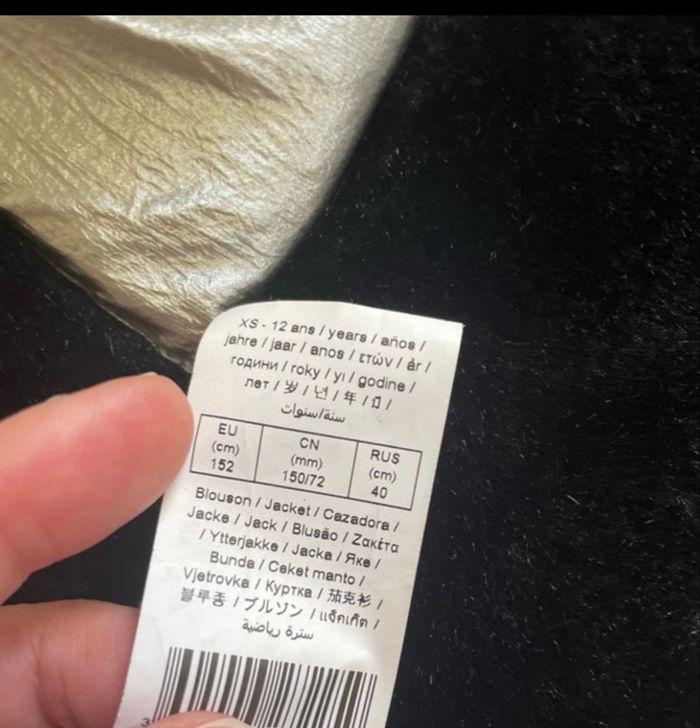 XS - 12 ans / years / años /
jahre / jaar / anos / ετών / år /
години / roky / yı / godine /
лет / 岁 / 년 / 年 / ปี /
سنة/سنوات
EU CN RUS
(cm) (mm) (cm)
152 150/72 40
Blouson / Jacket / Cazadora /
Jacke / Jack / Blusão / Ζακέτα
/ Ytterjakke / Jacka / Яке /
Bunda / Ceket manto /
Vjetrovka / Куртка / 茄克衫 /
블루종 / ブルゾン / แจ็คเก็ต /
سترة رياضية
3